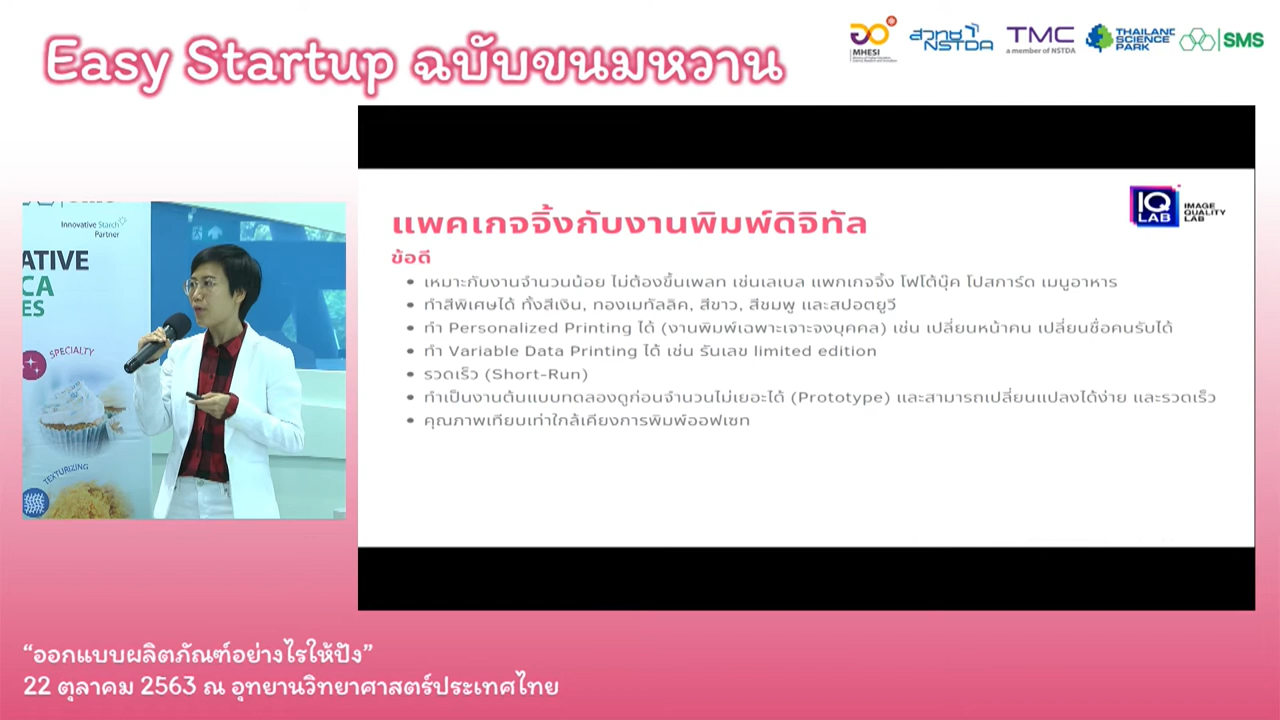 Easy Startup ฉบับขนมหวาน
MHESI
สวทช
NSTDA
TMC
a member of NSTDA
THAILAND
SCIENCE
PARK
SMS
แพคเกจจิ้งกับงานพิมพ์ดิจิทัล
IQ
LAB
IMAGE
QUALITY
LAB
ข้อดี
• เหมาะกับงานจำนวนน้อย ไม่ต้องขึ้นเพลท เช่นเลเบล แพกเกจจิ้ง โฟโต้บุ๊ค โปสการ์ด เมนูอาหาร
• ทำสีพิเศษได้ ทั้งสีเงิน, ทองเมทัลลิค, สีขาว, สีชมพู และสปอตยูวี
• ทำ Personalized Printing ได้ (งานพิมพ์เฉพาะเจาะจงบุคคล) เช่น เปลี่ยนหน้าคน เปลี่ยนชื่อคนรับได้
• ทำ Variable Data Printing ได้ เช่น รันเลข limited edition
• รวดเร็ว (Short-Run)
• ทำเป็นงานต้นแบบทดลองดูก่อนจำนวนไม่เยอะได้ (Prototype) และสามารถเปลี่ยนแปลงได้ง่าย และรวดเร็ว
• คุณภาพเทียบเท่าใกล้เคียงการพิมพ์ออฟเซท
Innovative Starch
Partner
ATIVE
CA
ES
SPECIALTY
TEXTURIZING
“ออกแบบผลิตภัณฑ์อย่างไรให้ปัง”
22 ตุลาคม 2563 ณ อุทยานวิทยาศาสตร์ประเทศไทย